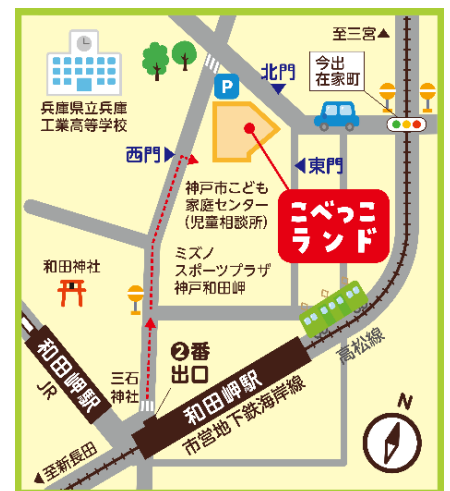 至三宮▲
今出
在家町
P
北門
兵庫県立兵庫
工業高等学校
西門
東門
神戸市こども
家庭センター
(児童相談所)
こべっこ
ランド
ミズノ
スポーツプラザ
神戸和田岬
和田神社
高松線
❷番
出口
和田岬駅
JR
三石
神社
和田岬駅
市営地下鉄海岸線
N
◀至新長田